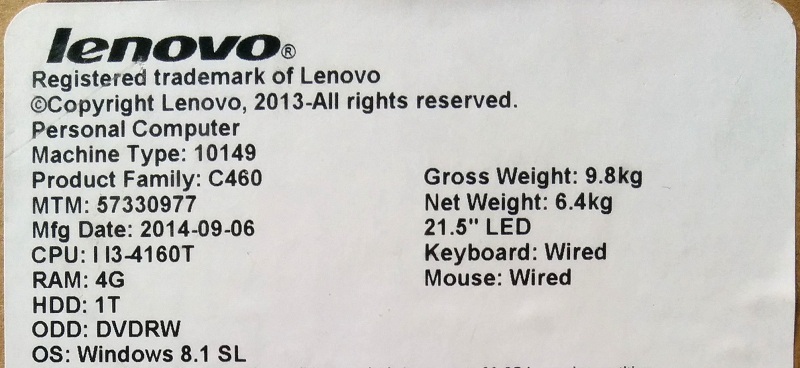 lenovo®
Registered trademark of Lenovo
©Copyright Lenovo, 2013-All rights reserved.
Personal Computer
Machine Type: 10149
Product Family: C460
MTM: 57330977
Mfg Date: 2014-09-06
CPU: I I3-4160T
RAM: 4G
HDD: 1T
ODD: DVDRW
OS: Windows 8.1 SL
Gross Weight: 9.8kg
Net Weight: 6.4kg
21.5" LED
Keyboard: Wired
Mouse: Wired